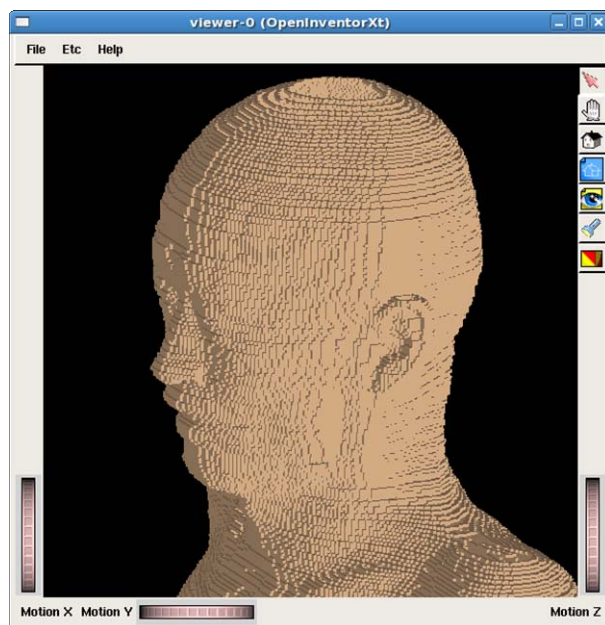 viewer-0 (OpenInventorXt)
File Etc Help
Motion X Motion Y Motion Z